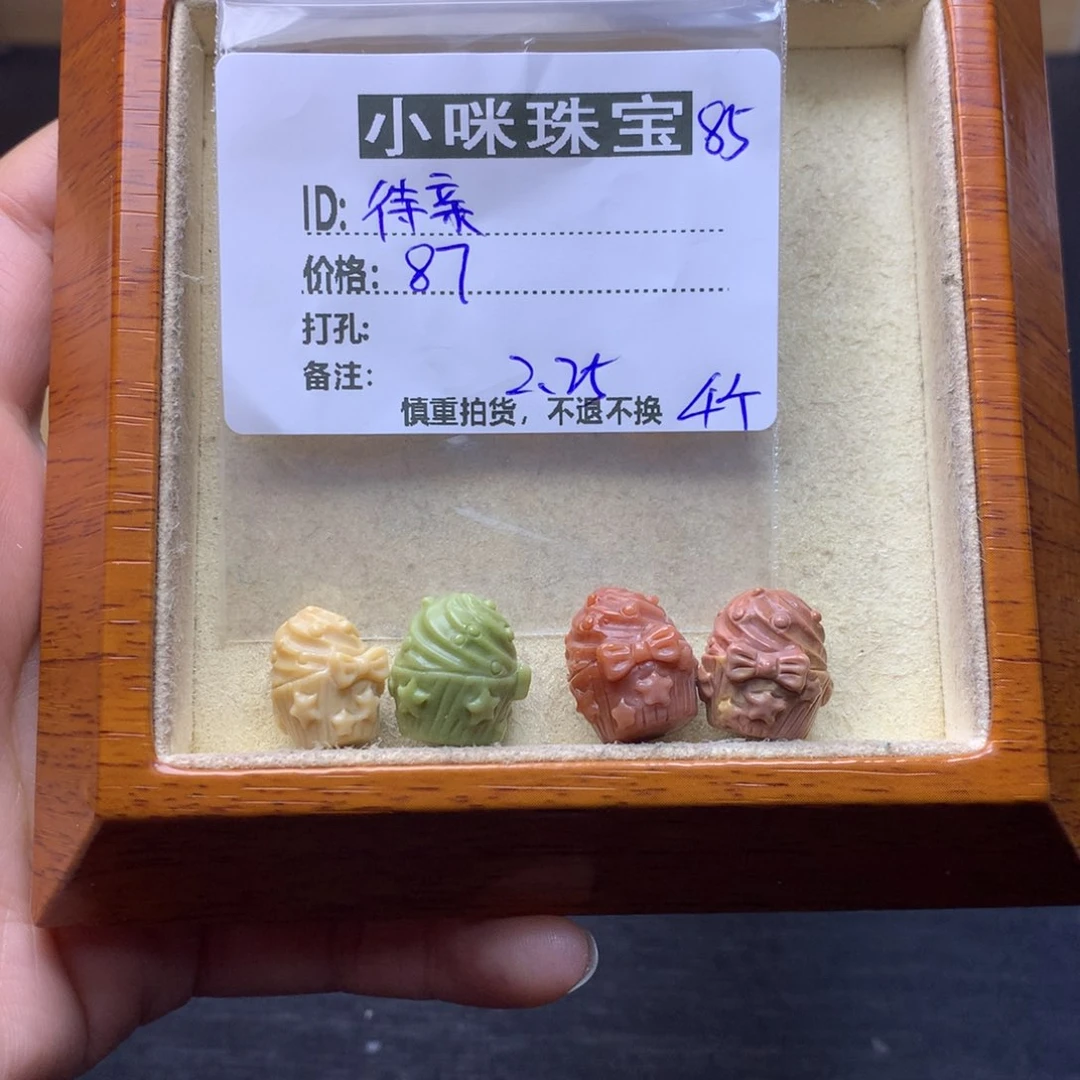 小咪珠宝 85
ID: 待亲
价格: 87
打孔:
备注: 2.25
慎重拍货，不退不换 4个